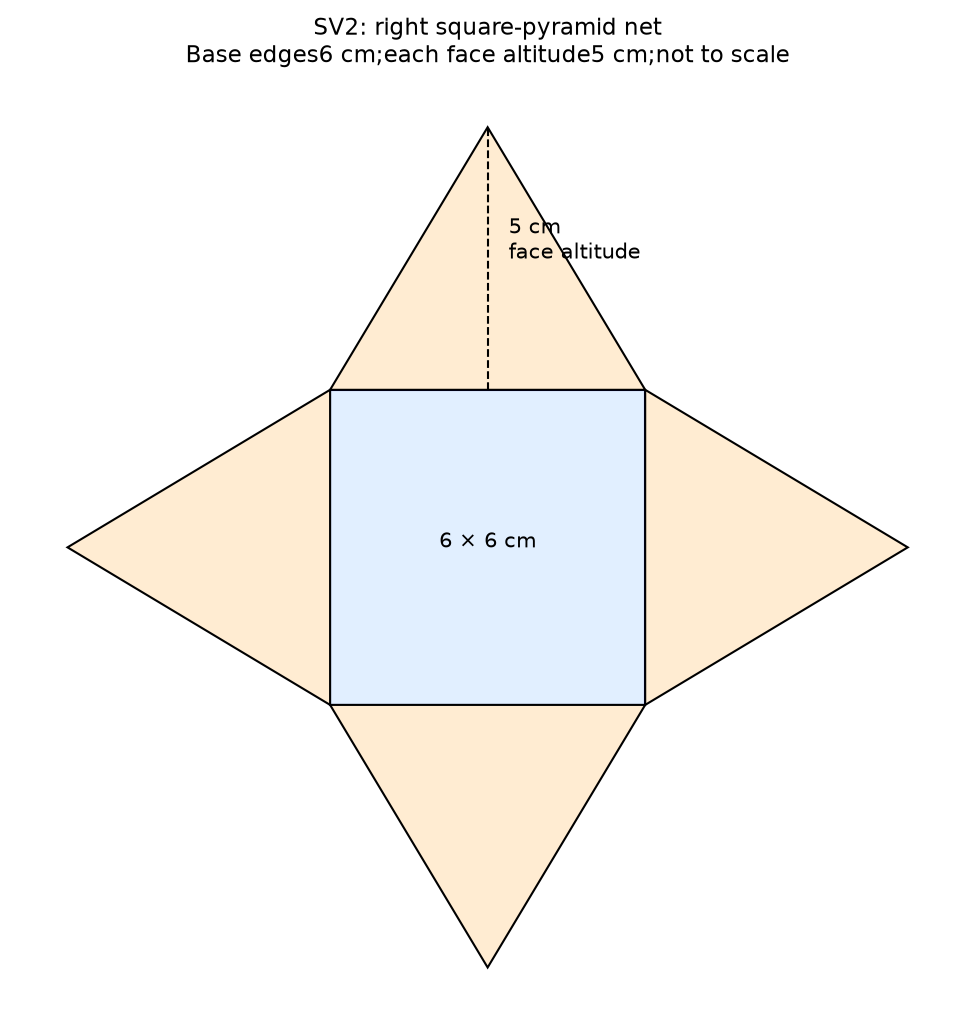 SV2: right square-pyramid net
Base edges6 cm;each face altitude5 cm;not to scale
5 cm
face altitude
6 × 6 cm